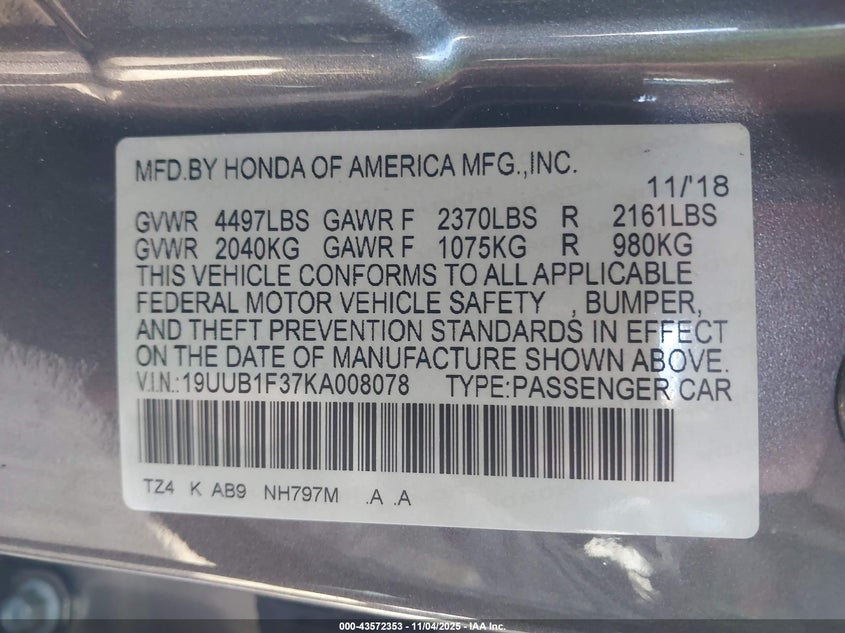 MFD.BY HONDA OF AMERICA MFG.,INC.
11/'18
GVWR 4497LBS GAWR F 2370LBS R 2161LBS
GVWR 2040KG GAWR F 1075KG R 980KG
THIS VEHICLE CONFORMS TO ALL APPLICABLE
FEDERAL MOTOR VEHICLE SAFETY , BUMPER,
AND THEFT PREVENTION STANDARDS IN EFFECT
ON THE DATE OF MANUFACTURE SHOWN ABOVE.
V.I.N.:19UUB1F37KA008078 TYPE:PASSENGER CAR
TZ4 K AB9 NH797M .A .A
000-43572353 - 11/04/2025 - IAA Inc.